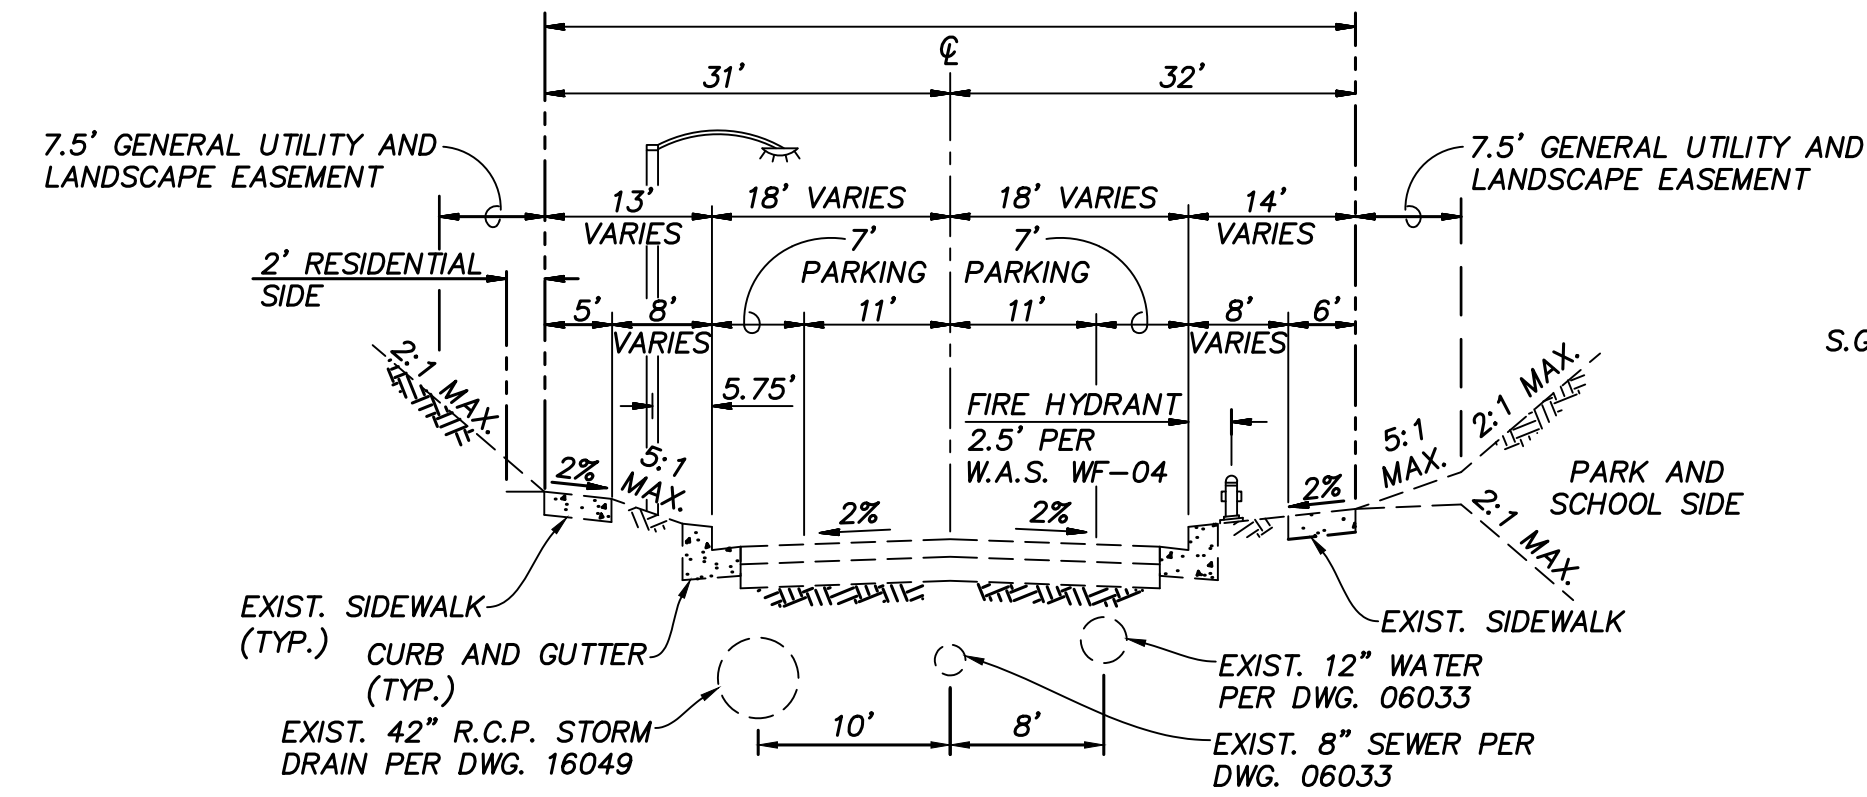 ℄
31' 32'
7.5' GENERAL UTILITY AND
LANDSCAPE EASEMENT
7.5' GENERAL UTILITY AND
LANDSCAPE EASEMENT
13'
VARIES
18' VARIES
18' VARIES
14'
VARIES
2' RESIDENTIAL
SIDE
7'
PARKING
7'
PARKING
5'
8'
VARIES
11'
11'
8'
VARIES
6'
S.G
2:1 MAX.
5.75'
FIRE HYDRANT
2.5' PER
W.A.S. WF-04
5:1
MAX.
2:1 MAX.
2%
5:1
MAX.
2%
2%
2%
PARK AND
SCHOOL SIDE
2:1 MAX.
EXIST. SIDEWALK
(TYP.)
CURB AND GUTTER
(TYP.)
EXIST. 42" R.C.P. STORM
DRAIN PER DWG. 16049
10'
8'
EXIST. SIDEWALK
EXIST. 12" WATER
PER DWG. 06033
EXIST. 8" SEWER PER
DWG. 06033